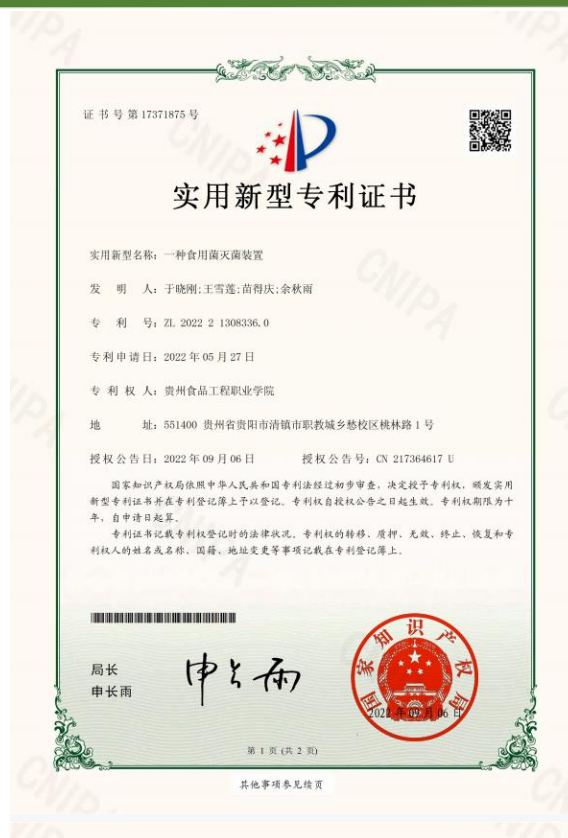 证书号第17371875号
实用新型专利证书
实用新型名称：一种食用菌灭菌装置
发 明 人：于晓刚;王雪莲;苗得庆;余秋雨
专 利 号：ZL 2022 2 1308336.0
专利申请日：2022年05月27日
专 利 权 人：贵州食品工程职业学院
地 址：551400 贵州省贵阳市清镇市职教城乡愁校区桃林路1号
授权公告日：2022年09月06日 授权公告号：CN 217364617 U
国家知识产权局依照中华人民共和国专利法经过初步审查，决定授予专利权，颁发实用
新型专利证书并在专利登记簿上予以登记。专利权自授权公告之日起生效。专利权期限为十
年，自申请日起算。
专利证书记载专利权登记时的法律状况。专利权的转移、质押、无效、终止、恢复和专
利权人的姓名或名称、国籍、地址变更等事项记载在专利登记簿上。
局长
申长雨
申长雨
国家知识产权局
2022年09月06日
第 1 页 (共 2 页)
其他事项参见续页
CNIPA
CNIPA
CNIPA
CNIPA